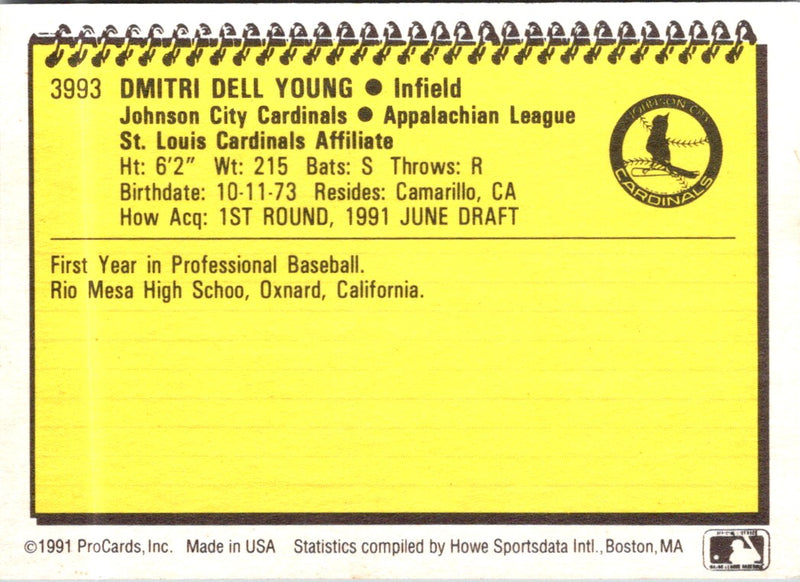 3993 DMITRI DELL YOUNG ● Infield
Johnson City Cardinals ● Appalachian League
St. Louis Cardinals Affiliate
Ht: 6'2" Wt: 215 Bats: S Throws: R
Birthdate: 10-11-73 Resides: Camarillo, CA
How Acq: 1ST ROUND, 1991 JUNE DRAFT
JOHNSON CITY
CARDINALS
First Year in Professional Baseball.
Rio Mesa High Schoo, Oxnard, California.
©1991 ProCards, Inc. Made in USA Statistics compiled by Howe Sportsdata Intl., Boston, MA